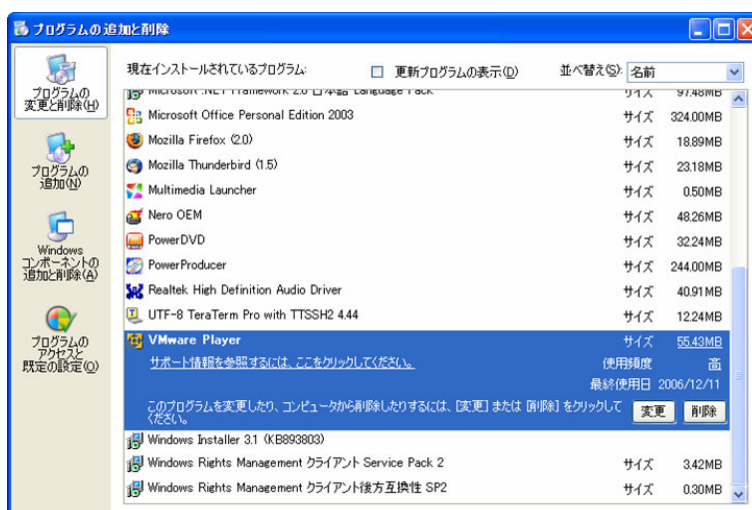 プログラムの追加と削除
プログラムの
変更と削除(H)
プログラムの
追加(N)
Windows
コンポーネントの
追加と削除(A)
プログラムの
アクセスと
既定の設定(O)
現在インストールされているプログラム: 更新プログラムの表示(D) 並べ替え(S): 名前
Microsoft .NET Framework 2.0 日本語 Language Pack サイズ 97.48MB
Microsoft Office Personal Edition 2003 サイズ 324.00MB
Mozilla Firefox (2.0) サイズ 18.89MB
Mozilla Thunderbird (1.5) サイズ 23.18MB
Multimedia Launcher サイズ 0.50MB
Nero OEM サイズ 48.26MB
PowerDVD サイズ 32.24MB
PowerProducer サイズ 244.00MB
Realtek High Definition Audio Driver サイズ 40.91MB
UTF-8 TeraTerm Pro with TTSSH2 4.44 サイズ 12.24MB
VMware Player サイズ 55.43MB
サポート情報を参照するには、ここをクリックしてください。 使用頻度 高
最終使用日 2006/12/11
このプログラムを変更したり、コンピュータから削除したりするには、[変更] または [削除] をクリックして
ください。 変更 削除
Windows Installer 3.1 (KB893803)
Windows Rights Management クライアント Service Pack 2 サイズ 3.42MB
Windows Rights Management クライアント後方互換性 SP2 サイズ 0.30MB